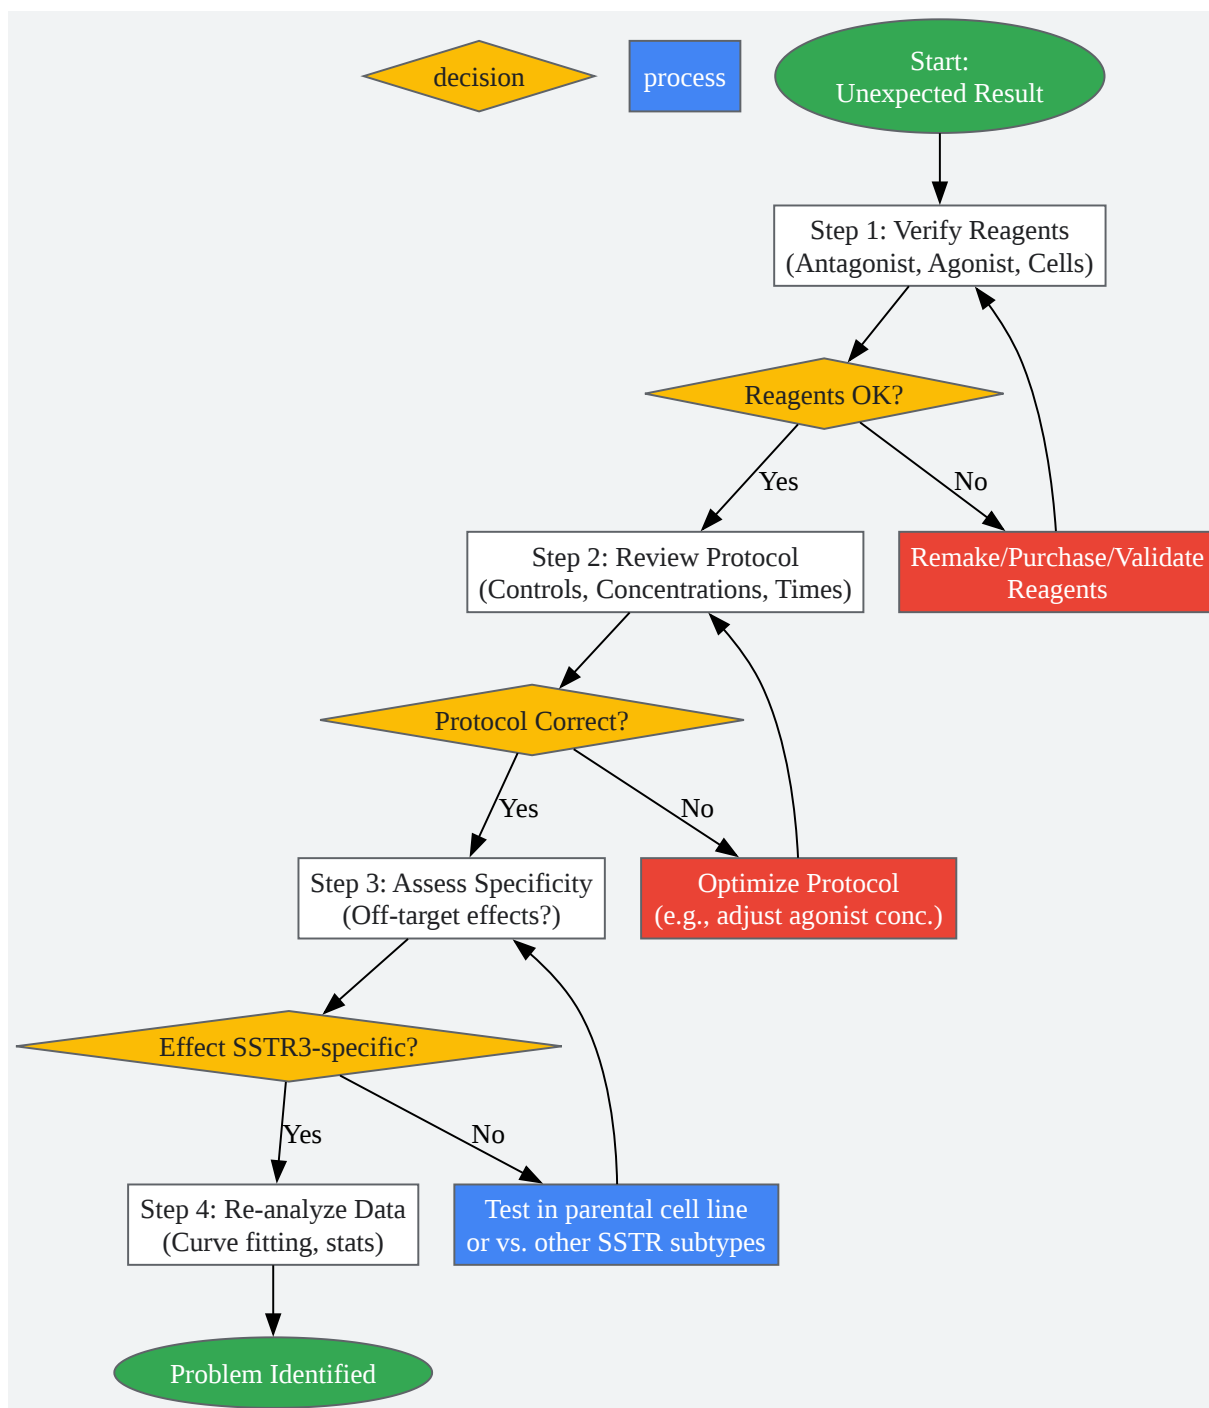 decision
process
Start:
Unexpected Result
Step 1: Verify Reagents
(Antagonist, Agonist, Cells)
Reagents OK?
Yes
No
Step 2: Review Protocol
(Controls, Concentrations, Times)
Remake/Purchase/Validate
Reagents
Protocol Correct?
Yes
No
Step 3: Assess Specificity
(Off-target effects?)
Optimize Protocol
(e.g., adjust agonist conc.)
Effect SSTR3-specific?
Yes
No
Step 4: Re-analyze Data
(Curve fitting, stats)
Test in parental cell line
or vs. other SSTR subtypes
Problem Identified